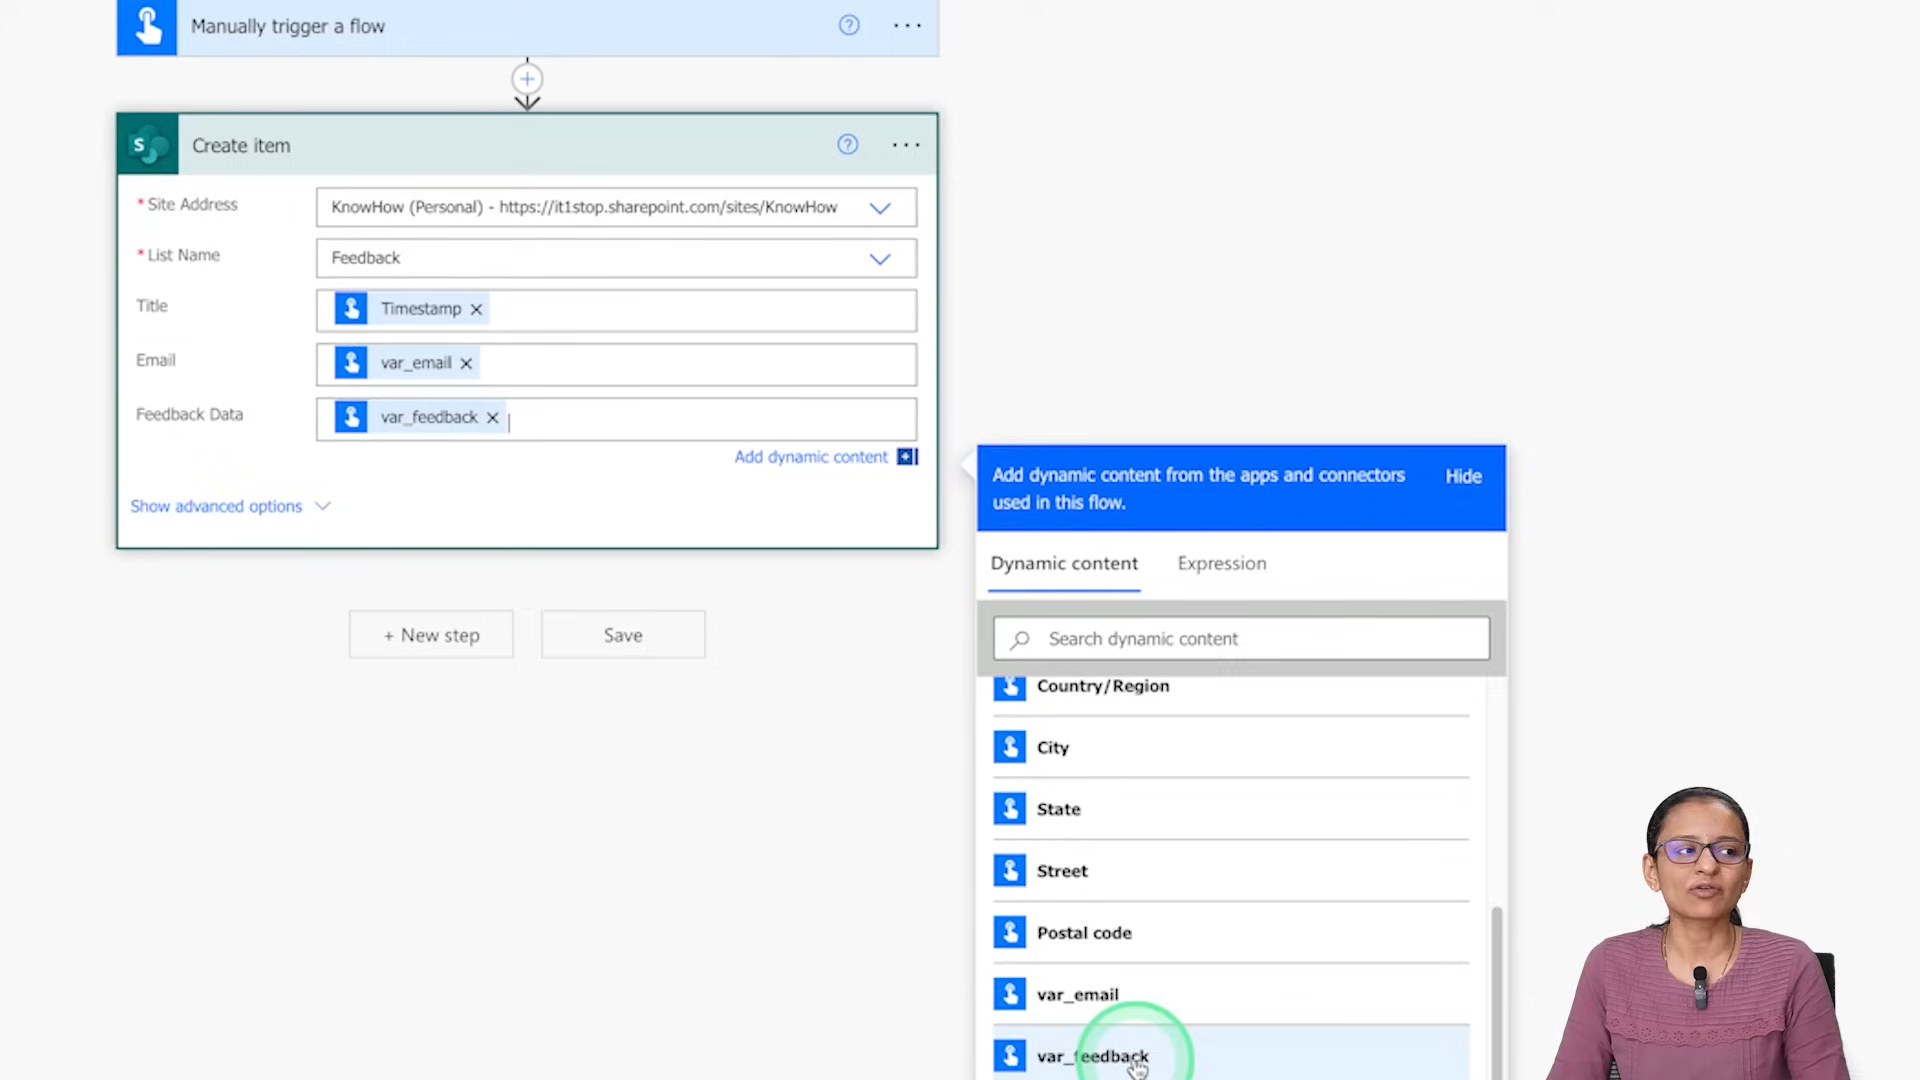 Manually trigger a flow
Create item
* Site Address
KnowHow (Personal) - https://it1stop.sharepoint.com/sites/KnowHow
* List Name
Feedback
Title
Timestamp
Email
var_email
Feedback Data
var_feedback
Add dynamic content
Show advanced options
+ New step
Save
Add dynamic content from the apps and connectors
used in this flow.
Hide
Dynamic content
Expression
Search dynamic content
Country/Region
City
State
Street
Postal code
var_email
var_feedback